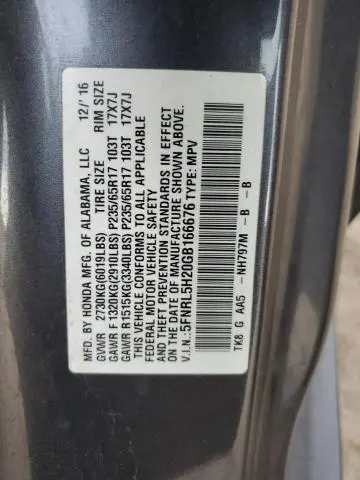 MFD. BY HONDA MFG. OF ALABAMA, LLC 12/'16
GVWR 2730KG(6019LBS) TIRE SIZE RIM SIZE
GAWR F 1320KG(2910LBS) P235/65R17 103T 17X7J
GAWR R 1515KG(3340LBS) P235/65R17 103T 17X7J
THIS VEHICLE CONFORMS TO ALL APPLICABLE
FEDERAL MOTOR VEHICLE SAFETY
AND THEFT PREVENTION STANDARDS IN EFFECT
ON THE DATE OF MANUFACTURE SHOWN ABOVE.
V.I.N.:5FNRL5H20GB166676 TYPE: MPV
TK8 G AA5 -NH797M -B -B